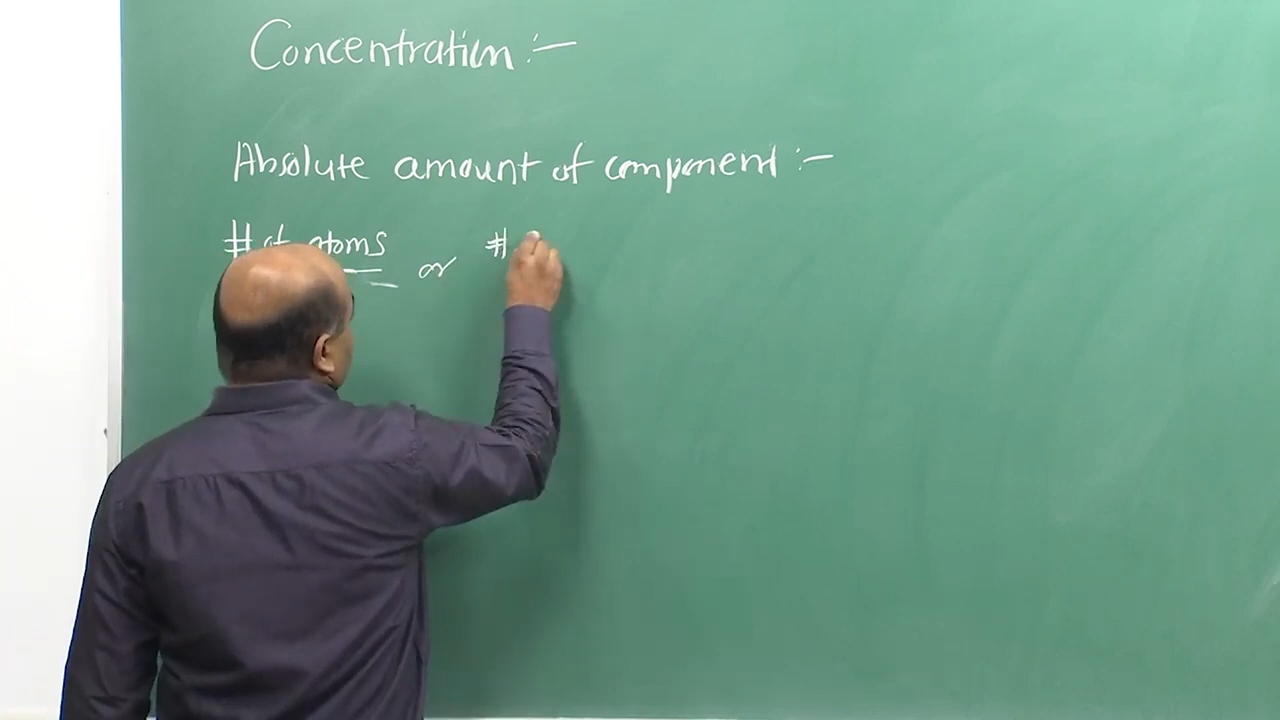 Concentration :-
Absolute amount of component :-
# of atoms or #